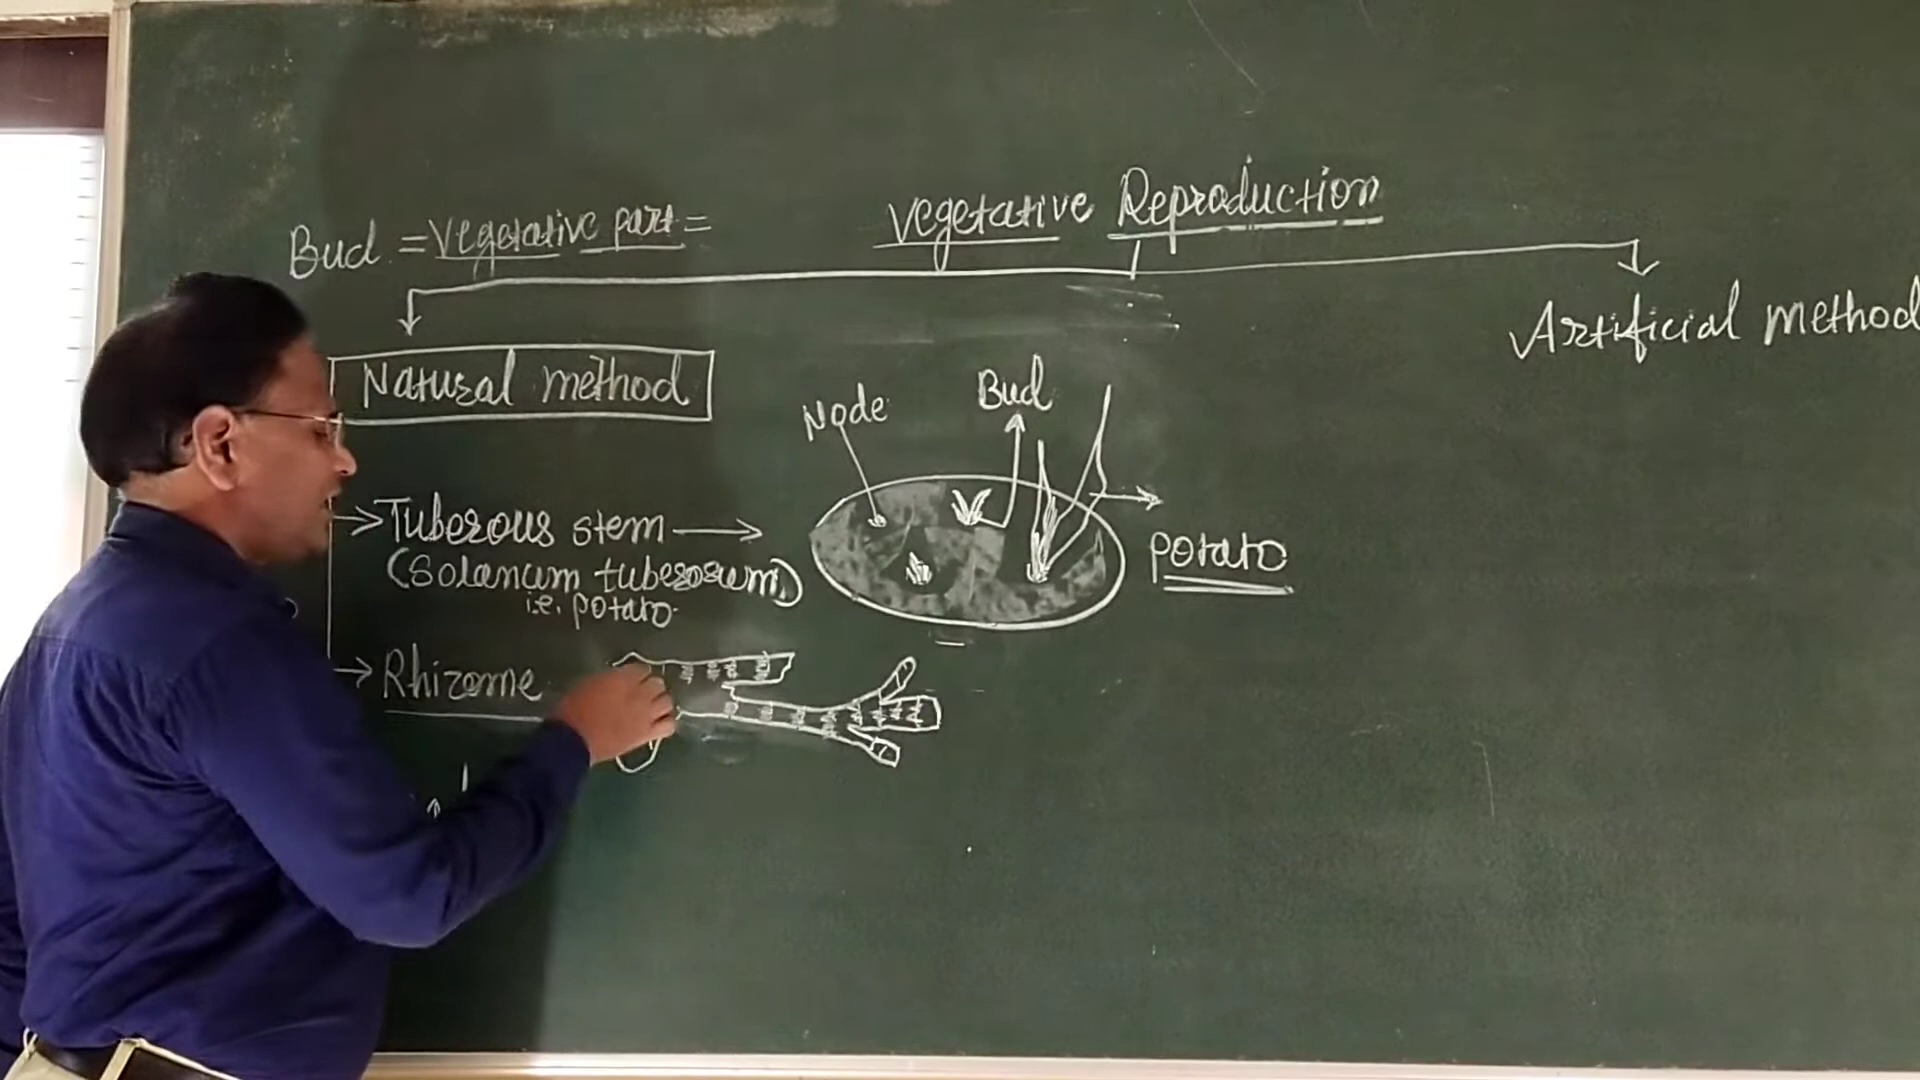 Vegetative Reproduction
Bud = Vegetative part =
Natural method
Artificial method
Node
Bud
Tuberous stem
(Solanum tuberosum)
i.e. potato
potato
Rhizome